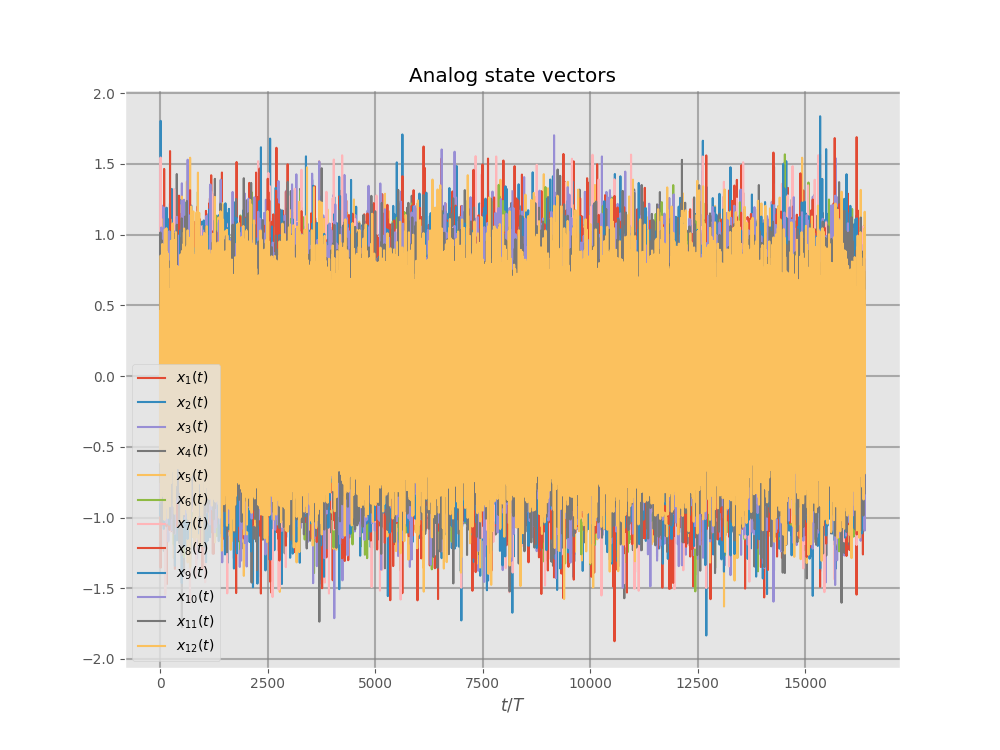 Analog state vectors
2.0
1.5
1.0
0.5
0.0
−0.5
−1.0
−1.5
−2.0
x₁(t)
x₂(t)
x₃(t)
x₄(t)
x₅(t)
x₆(t)
x₇(t)
x₈(t)
x₉(t)
x₁₀(t)
x₁₁(t)
x₁₂(t)
0 2500 5000 7500 10000 12500 15000
t/T